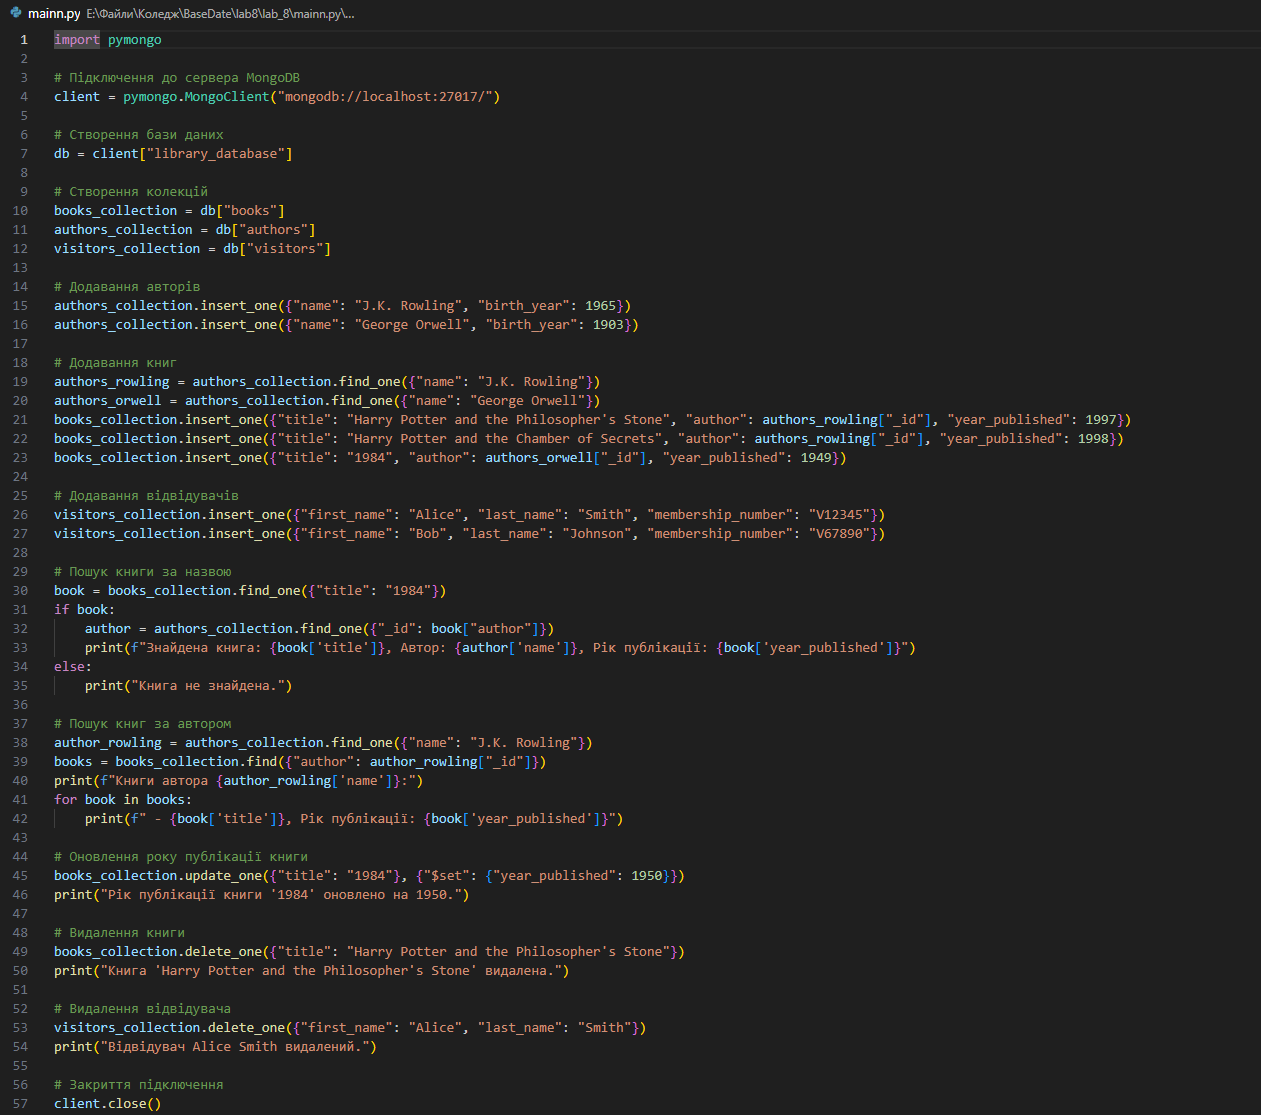 mainn.py E:\Файли\Коледж\BaseDate\lab8\lab_8\mainn.py\...
1 import pymongo
2
3 # Підключення до сервера MongoDB
4 client = pymongo.MongoClient("mongodb://localhost:27017/")
5
6 # Створення бази даних
7 db = client["library_database"]
8
9 # Створення колекцій
10 books_collection = db["books"]
11 authors_collection = db["authors"]
12 visitors_collection = db["visitors"]
13
14 # Додавання авторів
15 authors_collection.insert_one({"name": "J.K. Rowling", "birth_year": 1965})
16 authors_collection.insert_one({"name": "George Orwell", "birth_year": 1903})
17
18 # Додавання книг
19 authors_rowling = authors_collection.find_one({"name": "J.K. Rowling"})
20 authors_orwell = authors_collection.find_one({"name": "George Orwell"})
21 books_collection.insert_one({"title": "Harry Potter and the Philosopher's Stone", "author": authors_rowling["_id"], "year_published": 1997})
22 books_collection.insert_one({"title": "Harry Potter and the Chamber of Secrets", "author": authors_rowling["_id"], "year_published": 1998})
23 books_collection.insert_one({"title": "1984", "author": authors_orwell["_id"], "year_published": 1949})
24
25 # Додавання відвідувачів
26 visitors_collection.insert_one({"first_name": "Alice", "last_name": "Smith", "membership_number": "V12345"})
27 visitors_collection.insert_one({"first_name": "Bob", "last_name": "Johnson", "membership_number": "V67890"})
28
29 # Пошук книги за назвою
30 book = books_collection.find_one({"title": "1984"})
31 if book:
32     author = authors_collection.find_one({"_id": book["author"]})
33     print(f"Знайдена книга: {book['title']}, Автор: {author['name']}, Рік публікації: {book['year_published']}")
34 else:
35     print("Книга не знайдена.")
36
37 # Пошук книг за автором
38 author_rowling = authors_collection.find_one({"name": "J.K. Rowling"})
39 books = books_collection.find({"author": author_rowling["_id"]})
40 print(f"Книги автора {author_rowling['name']}:")
41 for book in books:
42     print(f" - {book['title']}, Рік публікації: {book['year_published']}")
43
44 # Оновлення року публікації книги
45 books_collection.update_one({"title": "1984"}, {"$set": {"year_published": 1950}})
46 print("Рік публікації книги '1984' оновлено на 1950.")
47
48 # Видалення книги
49 books_collection.delete_one({"title": "Harry Potter and the Philosopher's Stone"})
50 print("Книга 'Harry Potter and the Philosopher's Stone' видалена.")
51
52 # Видалення відвідувача
53 visitors_collection.delete_one({"first_name": "Alice", "last_name": "Smith"})
54 print("Відвідувач Alice Smith видалений.")
55
56 # Закриття підключення
57 client.close()